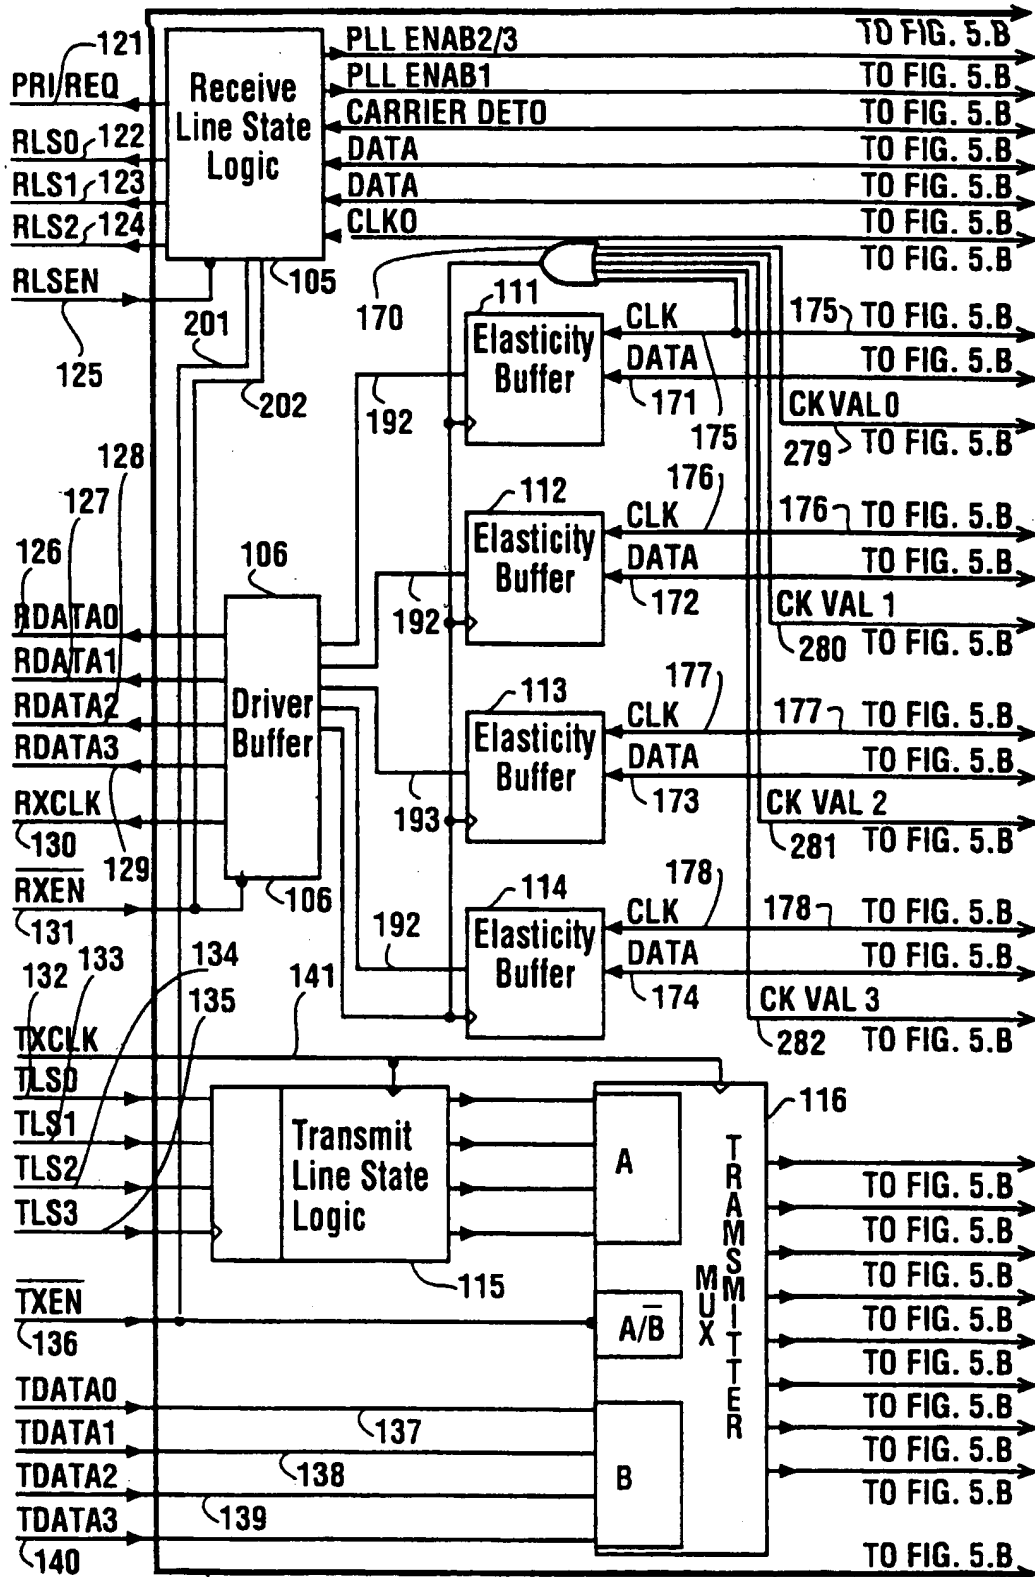 TO FIG. 5.B
121
PLL ENAB2/3
TO FIG. 5.B
PRI REQ
Receive
Line State
Logic
PLL ENAB1
TO FIG. 5.B
CARRIER DET0
TO FIG. 5.B
RLS0
122
DATA
TO FIG. 5.B
RLS1
123
DATA
TO FIG. 5.B
RLS2
124
CLK0
TO FIG. 5.B
105
170
RLSEN
125
201
202
111
Elasticity
Buffer
CLK
175
TO FIG. 5.B
DATA
TO FIG. 5.B
192
171
175
CKVAL0
279
TO FIG. 5.B
128
127
126
176
112
Elasticity
Buffer
CLK
176
TO FIG. 5.B
DATA
TO FIG. 5.B
192
172
CK VAL 1
280
TO FIG. 5.B
106
RDATA0
RDATA1
RDATA2
RDATA3
Driver
Buffer
177
113
Elasticity
Buffer
CLK
177
TO FIG. 5.B
DATA
TO FIG. 5.B
193
173
CK VAL 2
281
TO FIG. 5.B
RXCLK
130
129
RXEN
131
106
178
114
Elasticity
Buffer
CLK
178
TO FIG. 5.B
DATA
TO FIG. 5.B
192
174
CK VAL 3
282
TO FIG. 5.B
132
133
134
135
141
TXCLK
TLS0
TLS1
TLS2
TLS3
Transmit
Line State
Logic
115
A
116
TRAMSMITTER
MUX
TO FIG. 5.B
TO FIG. 5.B
TO FIG. 5.B
TO FIG. 5.B
TXEN
136
A/B̅
TO FIG. 5.B
TO FIG. 5.B
TDATA0
137
TO FIG. 5.B
TDATA1
138
B
TO FIG. 5.B
TDATA2
139
TDATA3
140
TO FIG. 5.B